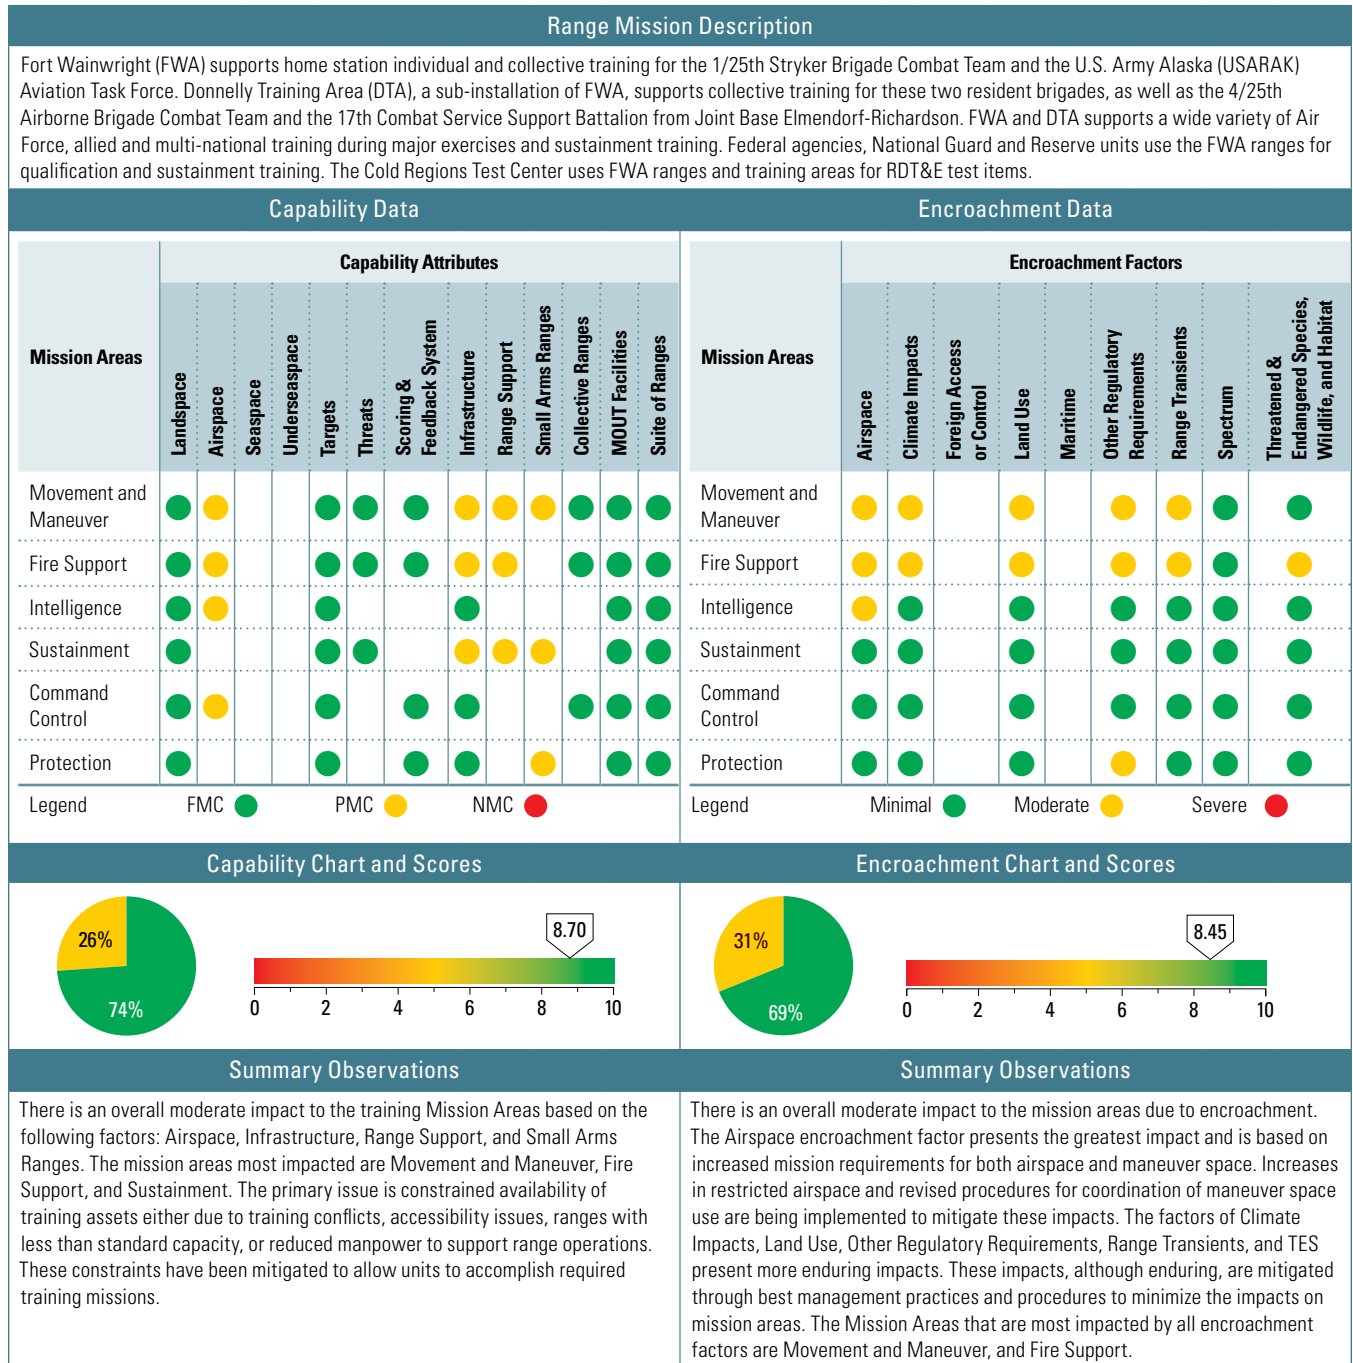 Range Mission Description
Fort Wainwright (FWA) supports home station individual and collective training for the 1/25th Stryker Brigade Combat Team and the U.S. Army Alaska (USARAK)
Aviation Task Force. Donnelly Training Area (DTA), a sub-installation of FWA, supports collective training for these two resident brigades, as well as the 4/25th
Airborne Brigade Combat Team and the 17th Combat Service Support Battalion from Joint Base Elmendorf-Richardson. FWA and DTA supports a wide variety of Air
Force, allied and multi-national training during major exercises and sustainment training. Federal agencies, National Guard and Reserve units use the FWA ranges for
qualification and sustainment training. The Cold Regions Test Center uses FWA ranges and training areas for RDT&E test items.
Capability Data
Mission Areas
Capability Attributes
Landspace
Airspace
Seaspace
Underseaspace
Targets
Threats
Scoring &
Feedback System
Infrastructure
Range Support
Small Arms Ranges
Collective Ranges
MOUT Facilities
Suite of Ranges
Movement and
Maneuver
Fire Support
Intelligence
Sustainment
Command
Control
Protection
Legend FMC PMC NMC
Encroachment Data
Mission Areas
Encroachment Factors
Airspace
Climate Impacts
Foreign Access
or Control
Land Use
Maritime
Other Regulatory
Requirements
Range Transients
Spectrum
Threatened &
Endangered Species,
Wildlife, and Habitat
Movement and
Maneuver
Fire Support
Intelligence
Sustainment
Command
Control
Protection
Legend Minimal Moderate Severe
Capability Chart and Scores
26%
74%
8.70
0 2 4 6 8 10
Encroachment Chart and Scores
31%
69%
8.45
0 2 4 6 8 10
Summary Observations
There is an overall moderate impact to the training Mission Areas based on the
following factors: Airspace, Infrastructure, Range Support, and Small Arms
Ranges. The mission areas most impacted are Movement and Maneuver, Fire
Support, and Sustainment. The primary issue is constrained availability of
training assets either due to training conflicts, accessibility issues, ranges with
less than standard capacity, or reduced manpower to support range operations.
These constraints have been mitigated to allow units to accomplish required
training missions.
Summary Observations
There is an overall moderate impact to the mission areas due to encroachment.
The Airspace encroachment factor presents the greatest impact and is based on
increased mission requirements for both airspace and maneuver space. Increases
in restricted airspace and revised procedures for coordination of maneuver space
use are being implemented to mitigate these impacts. The factors of Climate
Impacts, Land Use, Other Regulatory Requirements, Range Transients, and TES
present more enduring impacts. These impacts, although enduring, are mitigated
through best management practices and procedures to minimize the impacts on
mission areas. The Mission Areas that are most impacted by all encroachment
factors are Movement and Maneuver, and Fire Support.